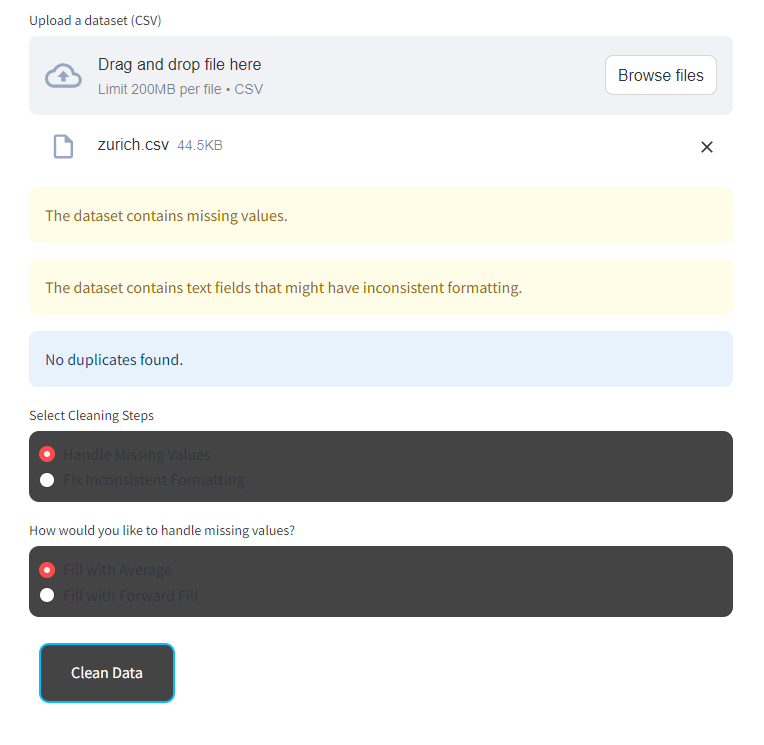 Upload a dataset (CSV)
Drag and drop file here
Limit 200MB per file • CSV
Browse files
zurich.csv 44.5KB
The dataset contains missing values.
The dataset contains text fields that might have inconsistent formatting.
No duplicates found.
Select Cleaning Steps
Handle Missing Values
Fix Inconsistent Formatting
How would you like to handle missing values?
Fill with Average
Fill with Forward Fill
Clean Data